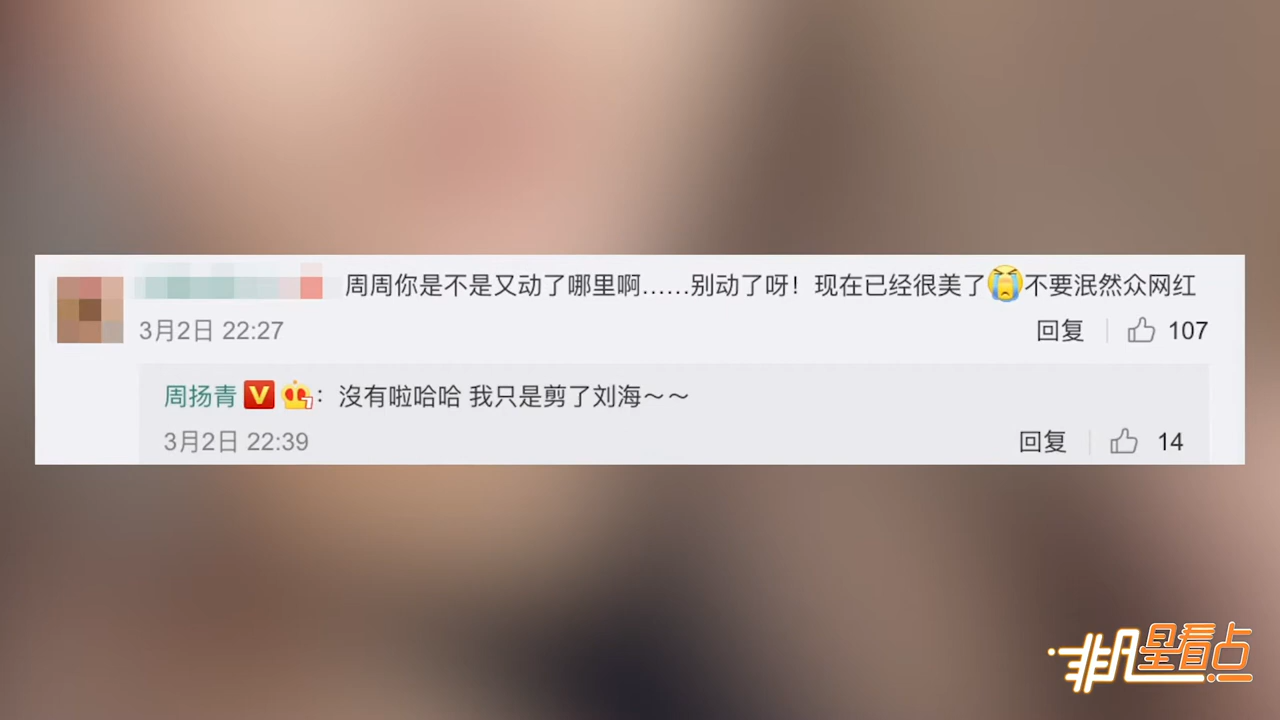 周周你是不是又动了哪里啊……别动了呀！现在已经很美了😭不要泯然众网红
3月2日 22:27
回复 107
周扬青 V：沒有啦哈哈 我只是剪了刘海～～
3月2日 22:39
回复 14
非凡星看点